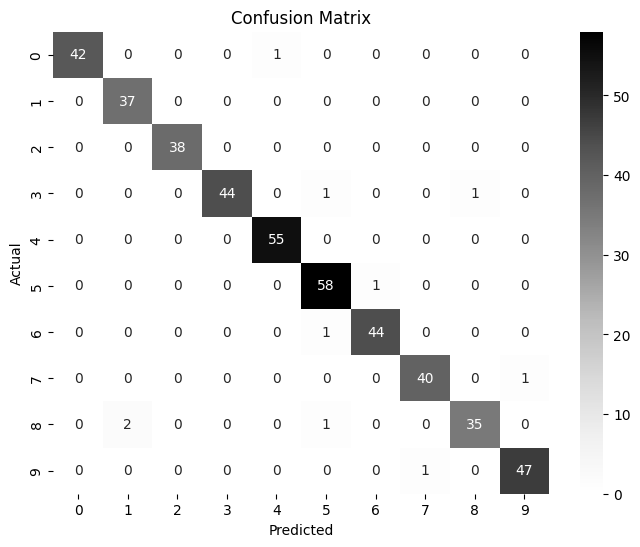 Confusion Matrix
0 42 0 0 0 1 0 0 0 0 0
1 0 37 0 0 0 0 0 0 0 0
2 0 0 38 0 0 0 0 0 0 0
3 0 0 0 44 0 1 0 0 1 0
4 0 0 0 0 55 0 0 0 0 0
5 0 0 0 0 0 58 1 0 0 0
6 0 0 0 0 0 1 44 0 0 0
7 0 0 0 0 0 0 0 40 0 1
8 0 2 0 0 0 1 0 0 35 0
9 0 0 0 0 0 0 0 1 0 47
0 1 2 3 4 5 6 7 8 9
Predicted
Actual
50
40
30
20
10
0